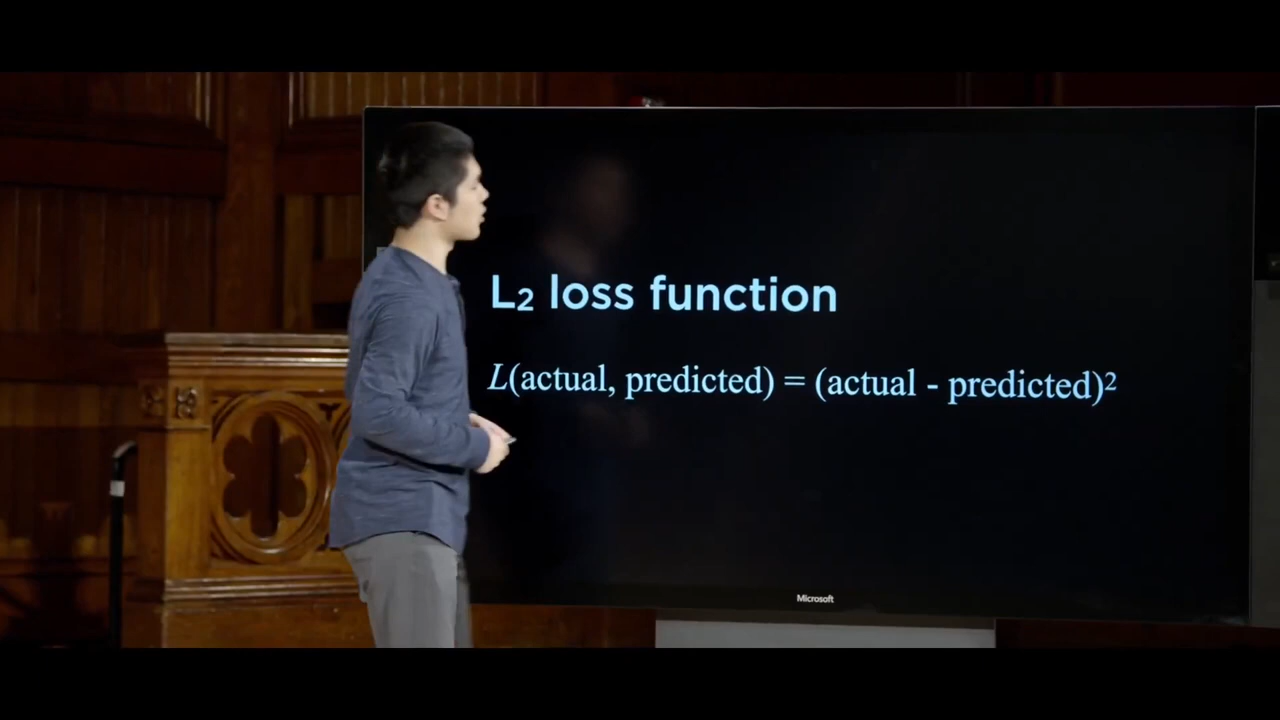 L₂ loss function
L(actual, predicted) = (actual - predicted)²
Microsoft